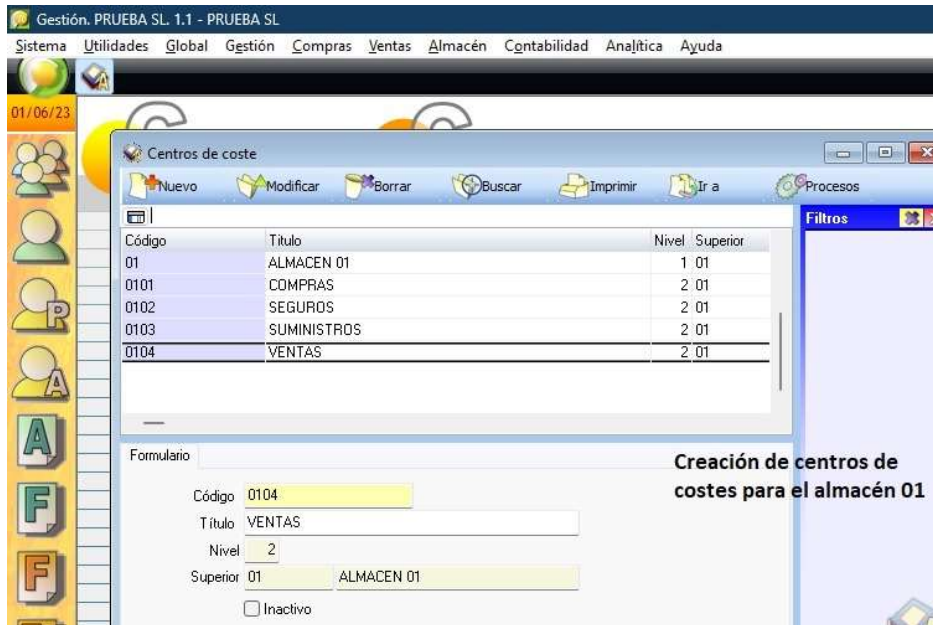 Gestión. PRUEBA SL. 1.1 - PRUEBA SL
Sistema Utilidades Global Gestión Compras Ventas Almacén Contabilidad Analítica Ayuda
01/06/23
Centros de coste
Nuevo Modificar Borrar Buscar Imprimir Ir a Procesos
Filtros
Código Título Nivel Superior
01 ALMACEN 01 1 01
0101 COMPRAS 2 01
0102 SEGUROS 2 01
0103 SUMINISTROS 2 01
0104 VENTAS 2 01
Formulario
Creación de centros de
costes para el almacén 01
Código 0104
Título VENTAS
Nivel 2
Superior 01 ALMACEN 01
Inactivo
R
A
A
F
F